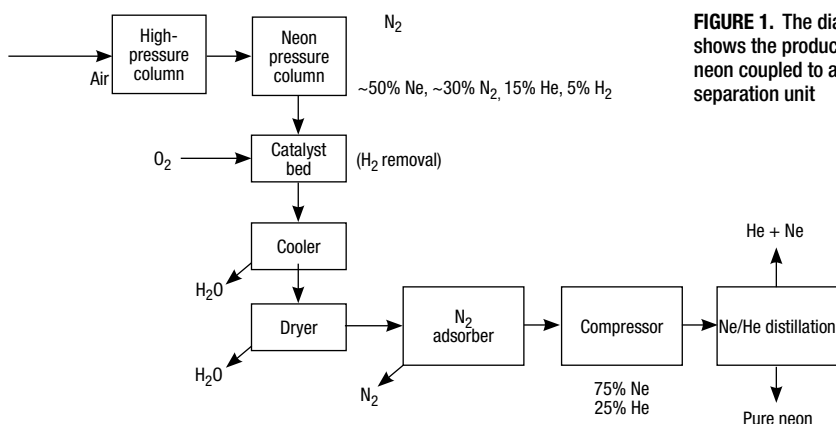 Air
High-
pressure
column
Neon
pressure
column
N₂
~50% Ne, ~30% N₂, 15% He, 5% H₂
FIGURE 1. The dia
shows the produc
neon coupled to a
separation unit
O₂
Catalyst
bed
(H₂ removal)
Cooler
H₂O
Dryer
H₂O
N₂
adsorber
N₂
Compressor
75% Ne
25% He
He + Ne
Ne/He distillation
Pure neon